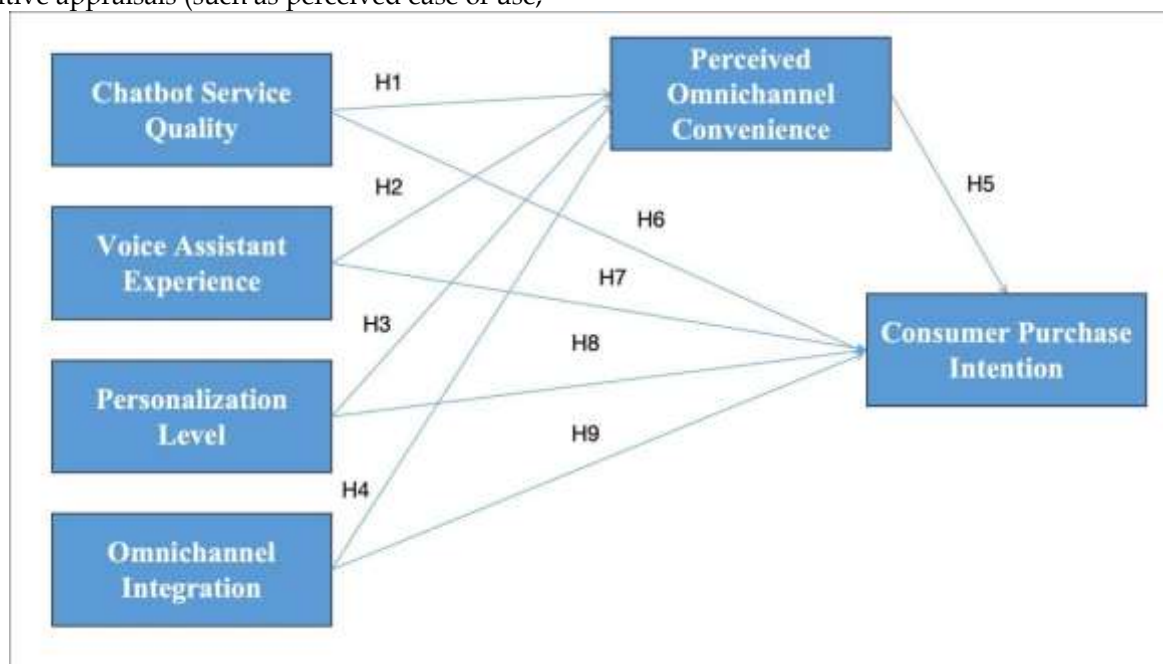 itive appraisals (such as perceived ease of use,
Chatbot Service
Quality
H1
Perceived
Omnichannel
Convenience
H2
H5
H6
Voice Assistant
Experience
H7
H3
H8
Consumer Purchase
Intention
Personalization
Level
H9
H4
Omnichannel
Integration